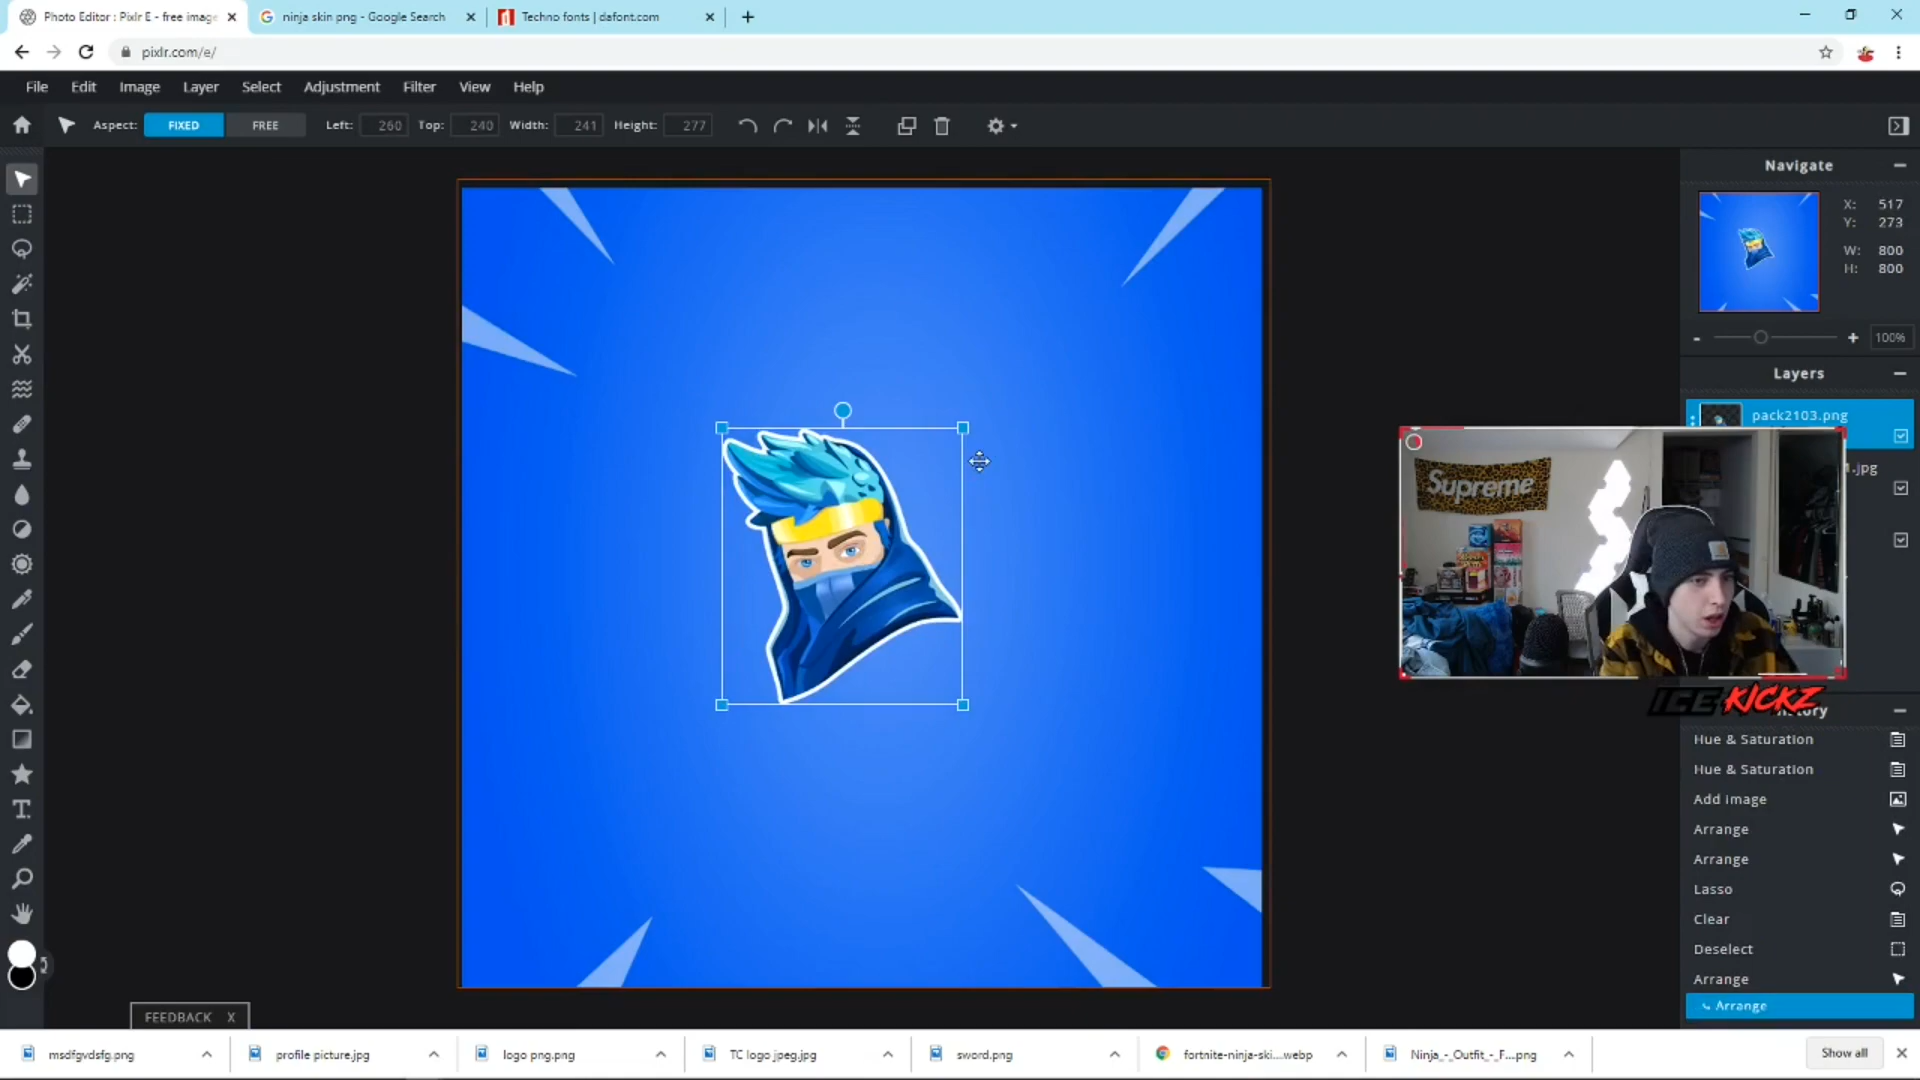 Photo Editor : Pixlr E - free image
ninja skin png - Google Search
Techno fonts | dafont.com
pixlr.com/e/
File Edit Image Layer Select Adjustment Filter View Help
Aspect: FIXED FREE Left: 260 Top: 240 Width: 241 Height: 277
Navigate
X: 517
Y: 273
W: 800
H: 800
100%
Layers
pack2103.png
.jpg
Supreme
ICE KICKZ
Hue & Saturation
Hue & Saturation
Add image
Arrange
Arrange
Lasso
Clear
Deselect
Arrange
Arrange
FEEDBACK X
msdfgvdsfg.png
profile picture.jpg
logo png.png
TC logo jpeg.jpg
sword.png
fortnite-ninja-ski....webp
Ninja_-_Outfit_-_F....png
Show all